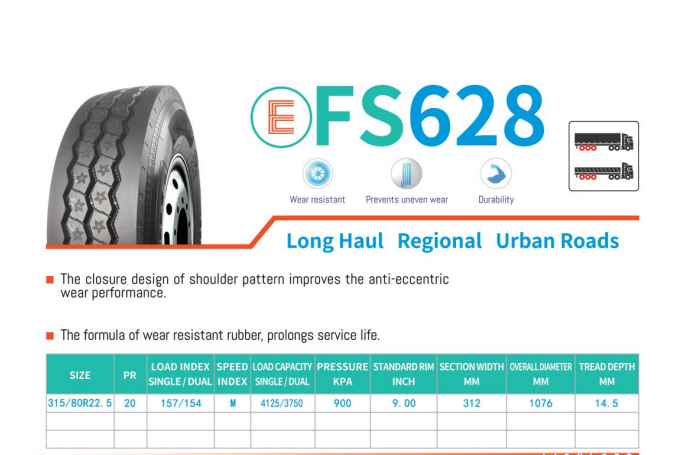 E FS628
Wear resistant Prevents uneven wear Durability
Long Haul Regional Urban Roads
The closure design of shoulder pattern improves the anti-eccentric
wear performance.
The formula of wear resistant rubber, prolongs service life.
SIZE PR LOAD INDEX SINGLE / DUAL SPEED INDEX LOAD CAPACITY SINGLE / DUAL PRESSURE KPA STANDARD RIM INCH SECTION WIDTH MM OVERALL DIAMETER MM TREAD DEPTH MM
315/80R22.5 20 157/154 M 4125/3750 900 9.00 312 1076 14.5